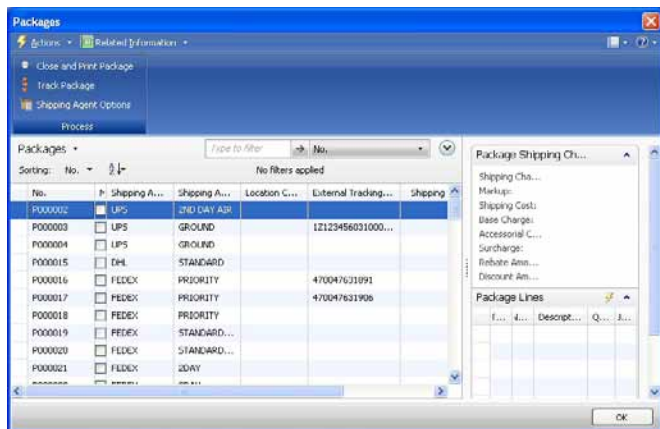 Packages
Actions Related Information
Close and Print Package
Track Package
Shipping Agent Options
Process
Packages Type to filter No.
Sorting: No. No filters applied
No. Shipping A... Shipping A... Location C... External Tracking... Shipping
P000002 UPS 2ND DAY AIR
P000003 UPS GROUND 1Z123456031000...
P000004 UPS GROUND
P000015 DHL STANDARD
P000016 FEDEX PRIORITY 470047631891
P000017 FEDEX PRIORITY 470047631906
P000018 FEDEX PRIORITY
P000019 FEDEX STANDARD...
P000020 FEDEX STANDARD...
P000021 FEDEX 2DAY
Package Shipping Ch...
Shipping Cha...
Markup:
Shipping Cost:
Base Charge:
Accessorial C...
Surcharge:
Rebate Amo...
Discount Am...
Package Lines
Descript... Q...
OK